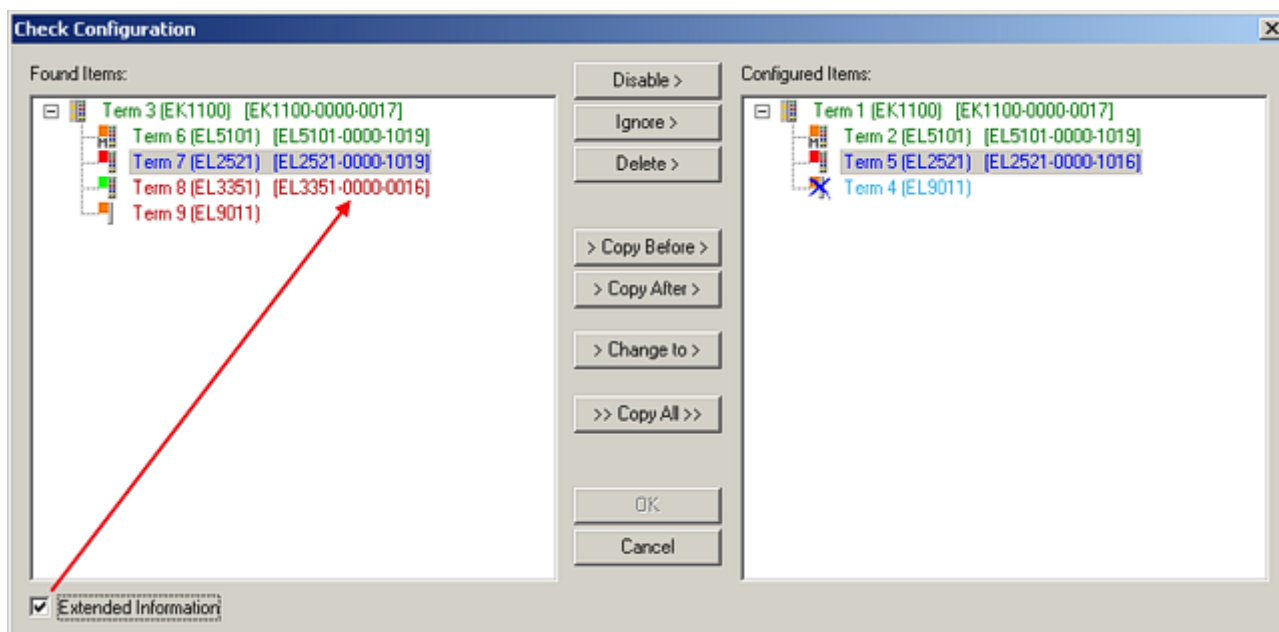 Check Configuration
Found Items:
Term 3 (EK1100) [EK1100-0000-0017]
Term 6 (EL5101) [EL5101-0000-1019]
Term 7 (EL2521) [EL2521-0000-1019]
Term 8 (EL3351) [EL3351-0000-0016]
Term 9 (EL9011)
Extended Information
Disable >
Ignore >
Delete >
> Copy Before >
> Copy After >
> Change to >
>> Copy All >>
OK
Cancel
Configured Items:
Term 1 (EK1100) [EK1100-0000-0017]
Term 2 (EL5101) [EL5101-0000-1019]
Term 5 (EL2521) [EL2521-0000-1016]
Term 4 (EL9011)